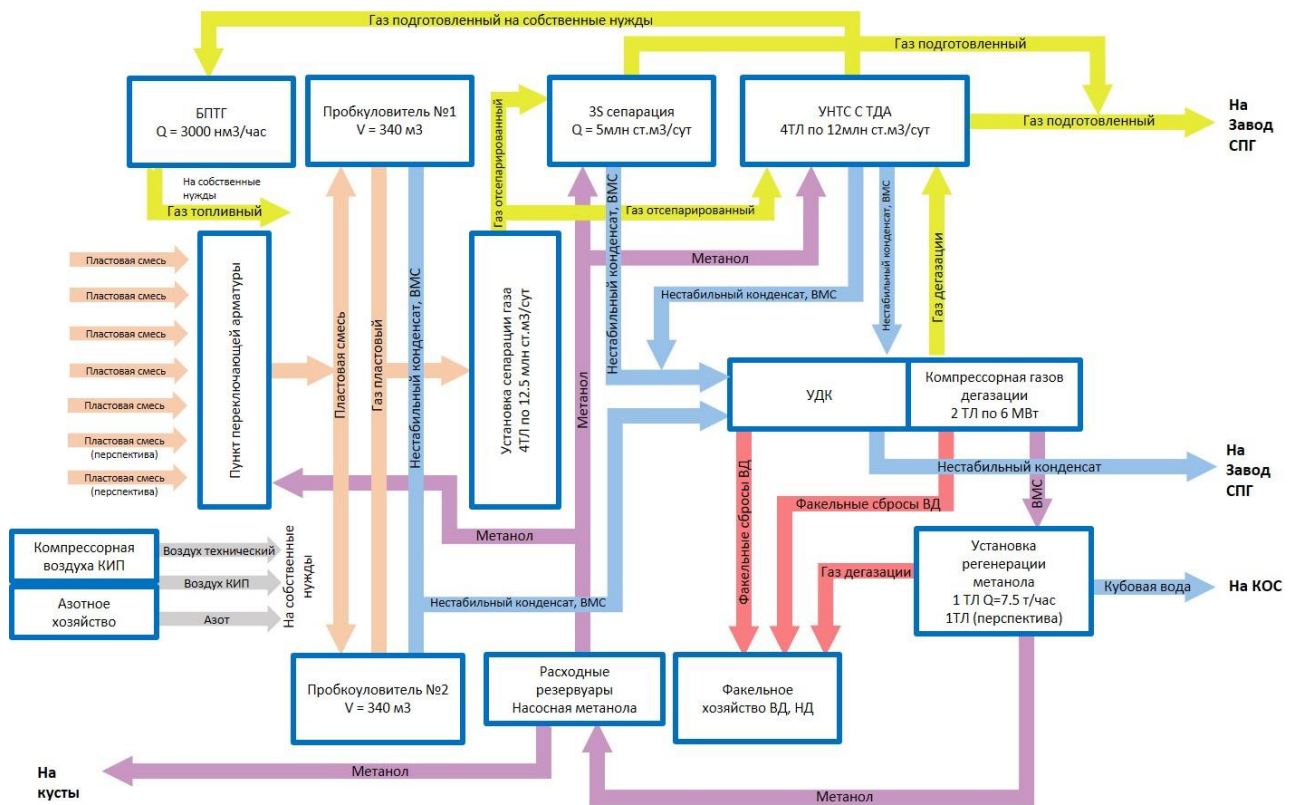 Газ подготовленный на собственные нужды
Газ подготовленный
БПТГ
Q = 3000 нм3/час
Пробкуловитель №1
V = 340 м3
3S сепарация
Q = 5млн ст.м3/сут
УНТС С ТДА
4ТЛ по 12млн ст.м3/сут
Газ подготовленный
На
Завод
СПГ
На собственные
нужды
Газ топливный
Газ отсепарированный
Газ отсепарированный
Метанол
Нестабильный конденсат, ВМС
Нестабильный конденсат, ВМС
Нестабильный конденсат, ВМС
Газ дегазации
Пластовая смесь
Пластовая смесь
Пластовая смесь
Пластовая смесь
Пластовая смесь
Пластовая смесь
(перспектива)
Пластовая смесь
(перспектива)
Пункт переключающей арматуры
Пластовая смесь
Газ пластовый
Нестабильный конденсат, ВМС
Установка сепарации газа
4ТЛ по 12.5 млн ст.м3/сут
Метанол
УДК
Компрессорная газов
дегазации
2 ТЛ по 6 МВт
Нестабильный конденсат
На
Завод
СПГ
Факельные сбросы ВД
Факельные сбросы ВД
ВМС
Метанол
Компрессорная
воздуха КИП
Азотное
хозяйство
Воздух технический
Воздух КИП
Азот
На собственные
нужды
Нестабильный конденсат, ВМС
Газ дегазации
Установка
регенерации
метанола
1 ТЛ Q=7.5 т/час
1ТЛ (перспектива)
Кубовая вода
На КОС
Пробкоуловитель №2
V = 340 м3
Расходные
резервуары
Насосная метанола
Факельное
хозяйство ВД, НД
На
кусты
Метанол
Метанол